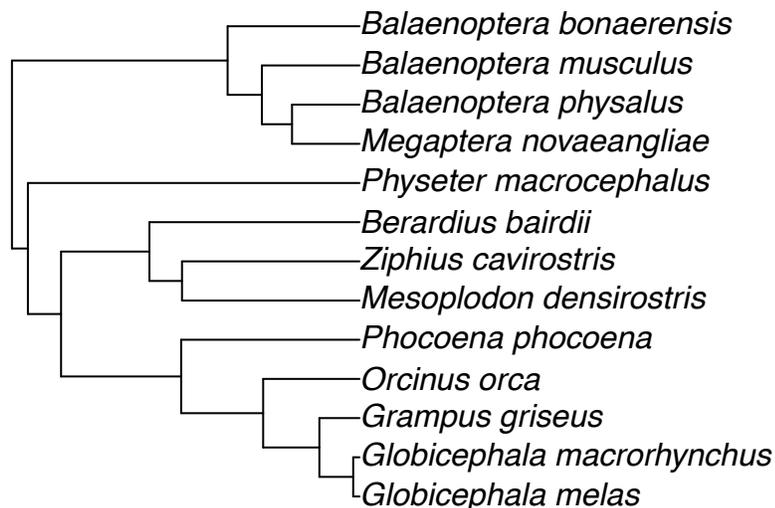 Balaenoptera bonaerensis
Balaenoptera musculus
Balaenoptera physalus
Megaptera novaeangliae
Physeter macrocephalus
Berardius bairdii
Ziphius cavirostris
Mesoplodon densirostris
Phocoena phocoena
Orcinus orca
Grampus griseus
Globicephala macrorhynchus
Globicephala melas